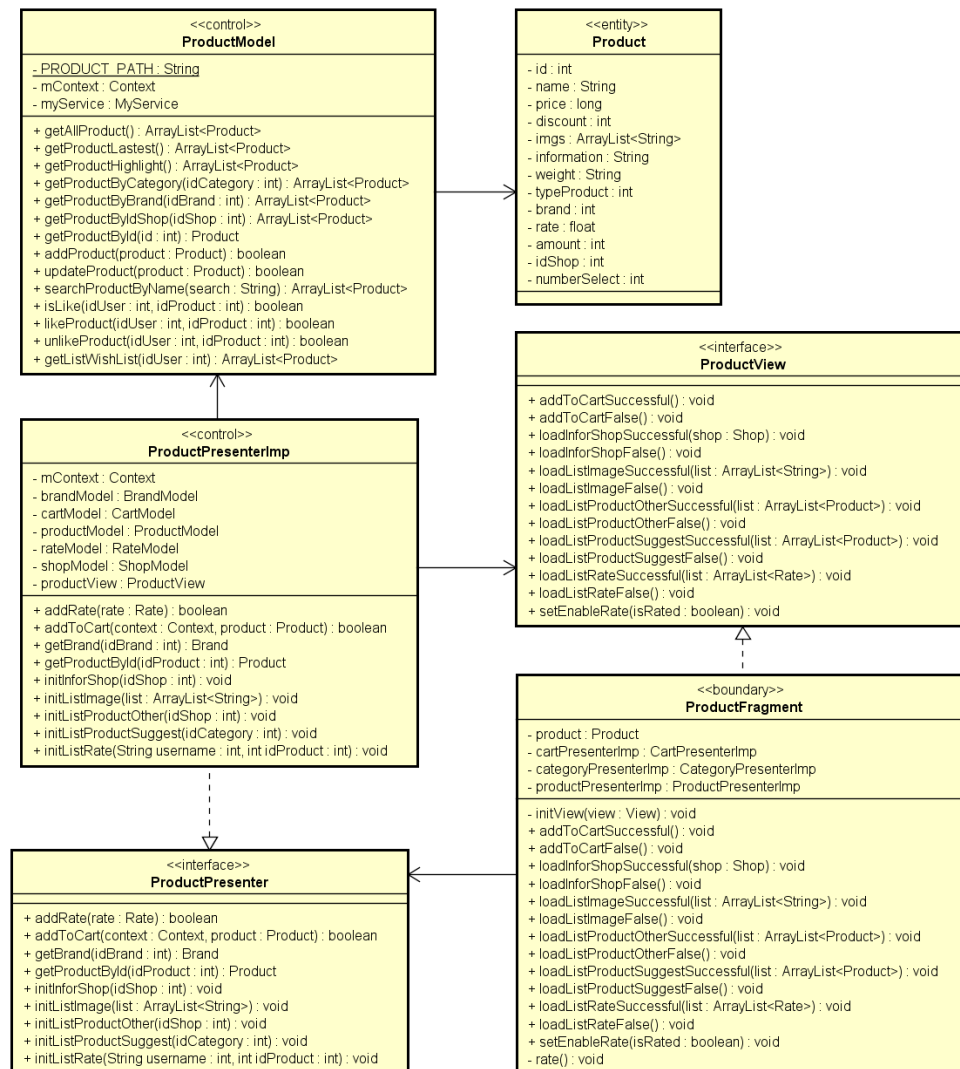 <<control>>
ProductModel
- PRODUCT_PATH : String
- mContext : Context
- myService : MyService
+ getAllProduct() : ArrayList<Product>
+ getProductLastest() : ArrayList<Product>
+ getProductHighlight() : ArrayList<Product>
+ getProductByCategory(idCategory : int) : ArrayList<Product>
+ getProductByBrand(idBrand : int) : ArrayList<Product>
+ getProductByIdShop(idShop : int) : ArrayList<Product>
+ getProductById(id : int) : Product
+ addProduct(product : Product) : boolean
+ updateProduct(product : Product) : boolean
+ searchProductByName(search : String) : ArrayList<Product>
+ isLike(idUser : int, idProduct : int) : boolean
+ likeProduct(idUser : int, idProduct : int) : boolean
+ unlikeProduct(idUser : int, idProduct : int) : boolean
+ getListWishList(idUser : int) : ArrayList<Product>
<<entity>>
Product
- id : int
- name : String
- price : long
- discount : int
- imgs : ArrayList<String>
- information : String
- weight : String
- typeProduct : int
- brand : int
- rate : float
- amount : int
- idShop : int
- numberSelect : int
<<interface>>
ProductView
+ addToCartSuccessful() : void
+ addToCartFalse() : void
+ loadInforShopSuccessful(shop : Shop) : void
+ loadInforShopFalse() : void
+ loadListImageSuccessful(list : ArrayList<String>) : void
+ loadListImageFalse() : void
+ loadListProductOtherSuccessful(list : ArrayList<Product>) : void
+ loadListProductOtherFalse() : void
+ loadListProductSuggestSuccessful(list : ArrayList<Product>) : void
+ loadListProductSuggestFalse() : void
+ loadListRateSuccessful(list : ArrayList<Rate>) : void
+ loadListRateFalse() : void
+ setEnableRate(isRated : boolean) : void
<<control>>
ProductPresenterImp
- mContext : Context
- brandModel : BrandModel
- cartModel : CartModel
- productModel : ProductModel
- rateModel : RateModel
- shopModel : ShopModel
- productView : ProductView
+ addRate(rate : Rate) : boolean
+ addToCart(context : Context, product : Product) : boolean
+ getBrand(idBrand : int) : Brand
+ getProductById(idProduct : int) : Product
+ initInforShop(idShop : int) : void
+ initListImage(list : ArrayList<String>) : void
+ initListProductOther(idShop : int) : void
+ initListProductSuggest(idCategory : int) : void
+ initListRate(String username : int, int idProduct : int) : void
<<boundary>>
ProductFragment
- product : Product
- cartPresenterImp : CartPresenterImp
- categoryPresenterImp : CategoryPresenterImp
- productPresenterImp : ProductPresenterImp
- initView(view : View) : void
+ addToCartSuccessful() : void
+ addToCartFalse() : void
+ loadInforShopSuccessful(shop : Shop) : void
+ loadInforShopFalse() : void
+ loadListImageSuccessful(list : ArrayList<String>) : void
+ loadListImageFalse() : void
+ loadListProductOtherSuccessful(list : ArrayList<Product>) : void
+ loadListProductOtherFalse() : void
+ loadListProductSuggestSuccessful(list : ArrayList<Product>) : void
+ loadListProductSuggestFalse() : void
+ loadListRateSuccessful(list : ArrayList<Rate>) : void
+ loadListRateFalse() : void
+ setEnableRate(isRated : boolean) : void
- rate() : void
<<interface>>
ProductPresenter
+ addRate(rate : Rate) : boolean
+ addToCart(context : Context, product : Product) : boolean
+ getBrand(idBrand : int) : Brand
+ getProductById(idProduct : int) : Product
+ initInforShop(idShop : int) : void
+ initListImage(list : ArrayList<String>) : void
+ initListProductOther(idShop : int) : void
+ initListProductSuggest(idCategory : int) : void
+ initListRate(String username : int, int idProduct : int) : void